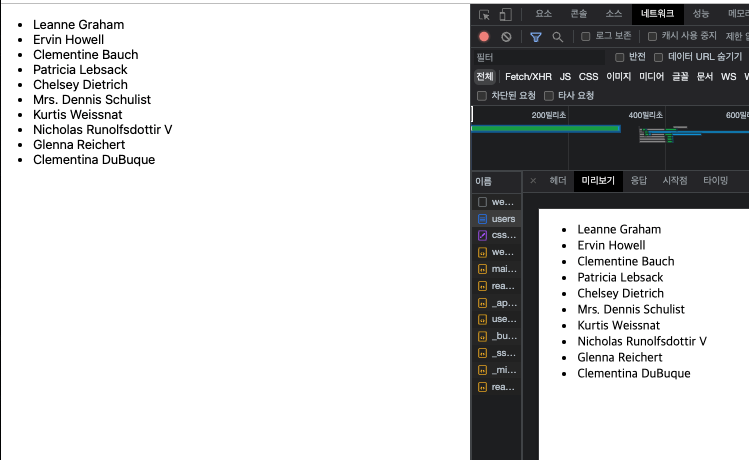 Leanne Graham
Ervin Howell
Clementine Bauch
Patricia Lebsack
Chelsey Dietrich
Mrs. Dennis Schulist
Kurtis Weissnat
Nicholas Runolfsdottir V
Glenna Reichert
Clementina DuBuque
요소 콘솔 소스 네트워크 성능 메모리
로그 보존 캐시 사용 중지 제한 없
필터 반전 데이터 URL 숨기기
전체 Fetch/XHR JS CSS 이미지 미디어 글꼴 문서 WS W
차단된 요청 타사 요청
200밀리초 400밀리초 600밀
이름 × 헤더 미리보기 응답 시작점 타이밍
we...
users
css...
we...
mai...
rea...
_ap...
use...
_bu...
_ss...
_mi...
rea...
Leanne Graham
Ervin Howell
Clementine Bauch
Patricia Lebsack
Chelsey Dietrich
Mrs. Dennis Schulist
Kurtis Weissnat
Nicholas Runolfsdottir V
Glenna Reichert
Clementina DuBuque